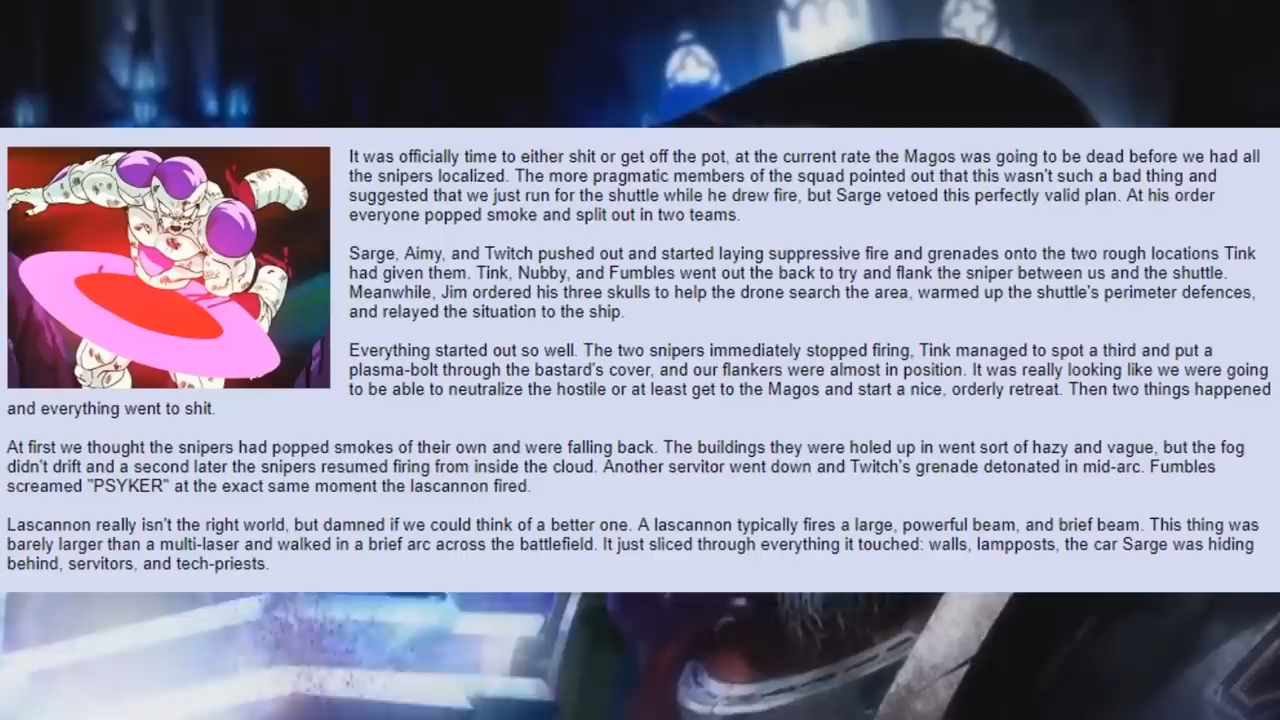 It was officially time to either shit or get off the pot, at the current rate the Magos was going to be dead before we had all
the snipers localized. The more pragmatic members of the squad pointed out that this wasn't such a bad thing and
suggested that we just run for the shuttle while he drew fire, but Sarge vetoed this perfectly valid plan. At his order
everyone popped smoke and split out in two teams.
Sarge, Aimy, and Twitch pushed out and started laying suppressive fire and grenades onto the two rough locations Tink
had given them. Tink, Nubby, and Fumbles went out the back to try and flank the sniper between us and the shuttle.
Meanwhile, Jim ordered his three skulls to help the drone search the area, warmed up the shuttle's perimeter defences,
and relayed the situation to the ship.
Everything started out so well. The two snipers immediately stopped firing, Tink managed to spot a third and put a
plasma-bolt through the bastard's cover, and our flankers were almost in position. It was really looking like we were going
to be able to neutralize the hostile or at least get to the Magos and start a nice, orderly retreat. Then two things happened
and everything went to shit.
At first we thought the snipers had popped smokes of their own and were falling back. The buildings they were holed up in went sort of hazy and vague, but the fog
didn't drift and a second later the snipers resumed firing from inside the cloud. Another servitor went down and Twitch's grenade detonated in mid-arc. Fumbles
screamed "PSYKER" at the exact same moment the lascannon fired.
Lascannon really isn't the right world, but damned if we could think of a better one. A lascannon typically fires a large, powerful beam, and brief beam. This thing was
barely larger than a multi-laser and walked in a brief arc across the battlefield. It just sliced through everything it touched: walls, lampposts, the car Sarge was hiding
behind, servitors, and tech-priests.